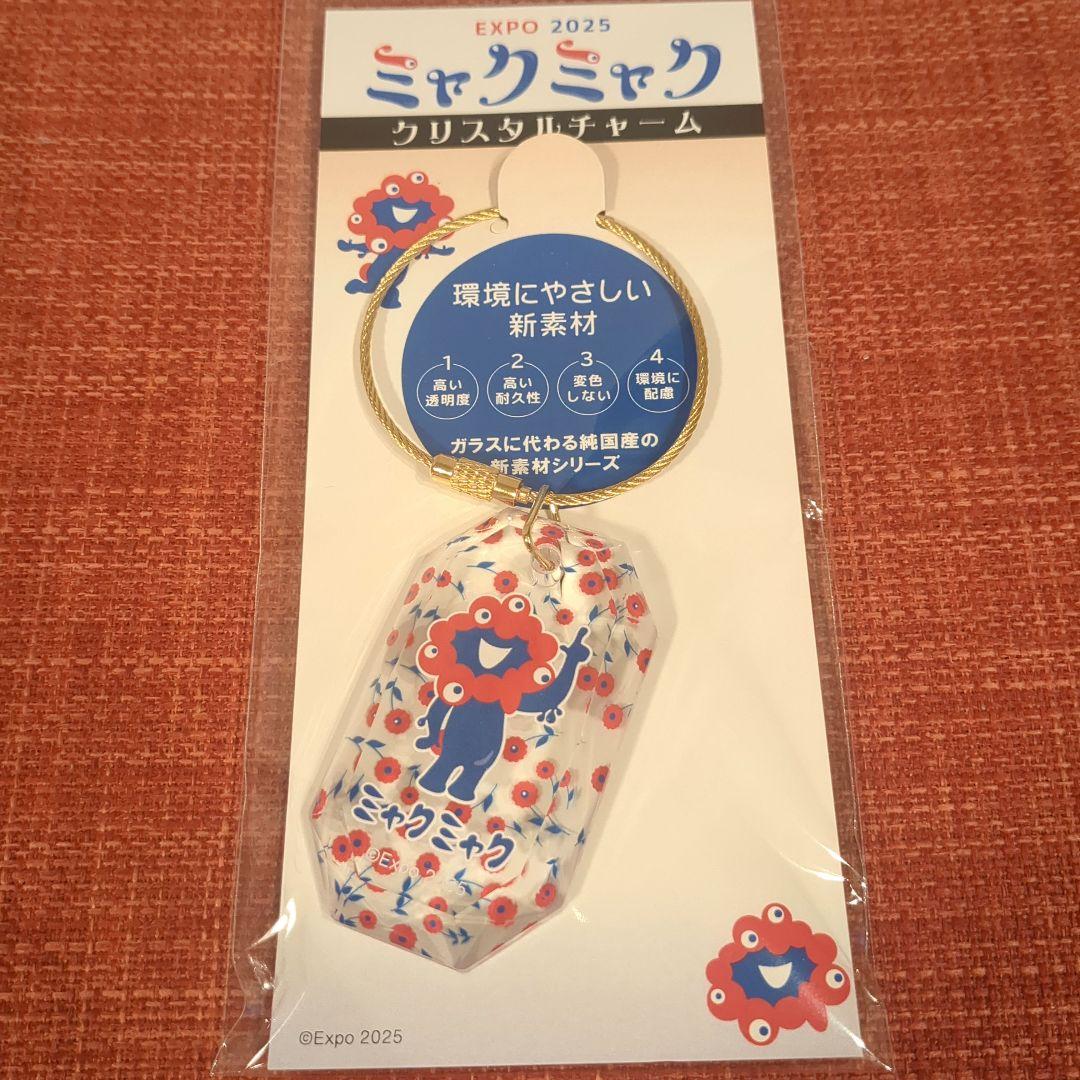 EXPO 2025
ミャクミャク
クリスタルチャーム
環境にやさしい
新素材
1
高い
透明度
2
高い
耐久性
3
変色
しない
4
環境に
配慮
ガラスに代わる純国産の
新素材シリーズ
ミャクミャク
©Expo 2025
©Expo 2025